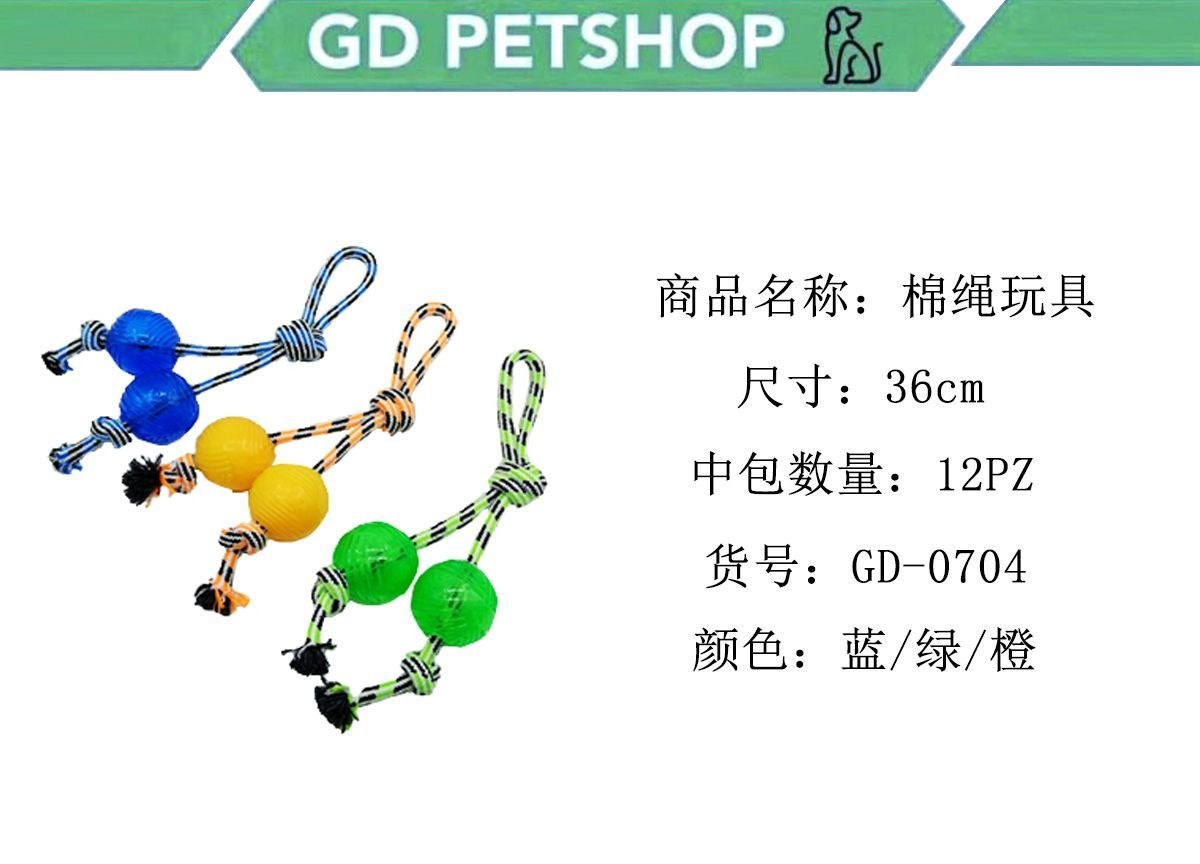 GD PETSHOP
商品名称：棉绳玩具
尺寸：36cm
中包数量：12PZ
货号：GD-0704
颜色：蓝/绿/橙